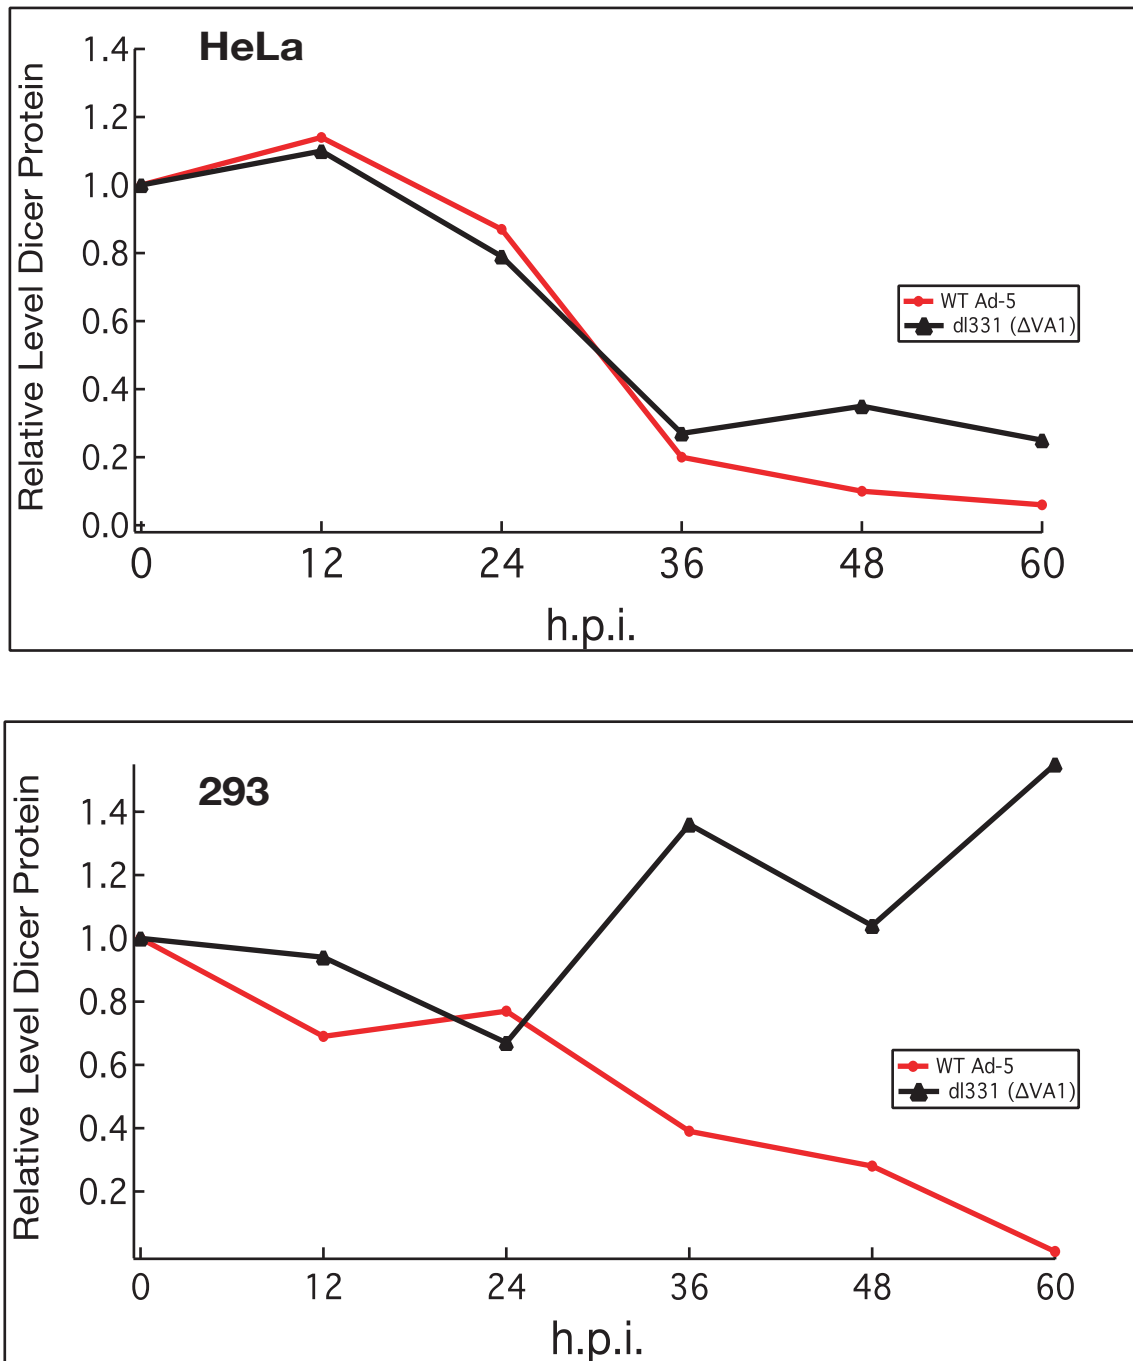 HeLa
Relative Level Dicer Protein
1.4
1.2
1.0
0.8
0.6
0.4
0.2
0.0
WT Ad-5
dl331 (ΔVA1)
0 12 24 36 48 60
h.p.i.
293
Relative Level Dicer Protein
1.4
1.2
1.0
0.8
0.6
0.4
0.2
WT Ad-5
dl331 (ΔVA1)
0 12 24 36 48 60
h.p.i.